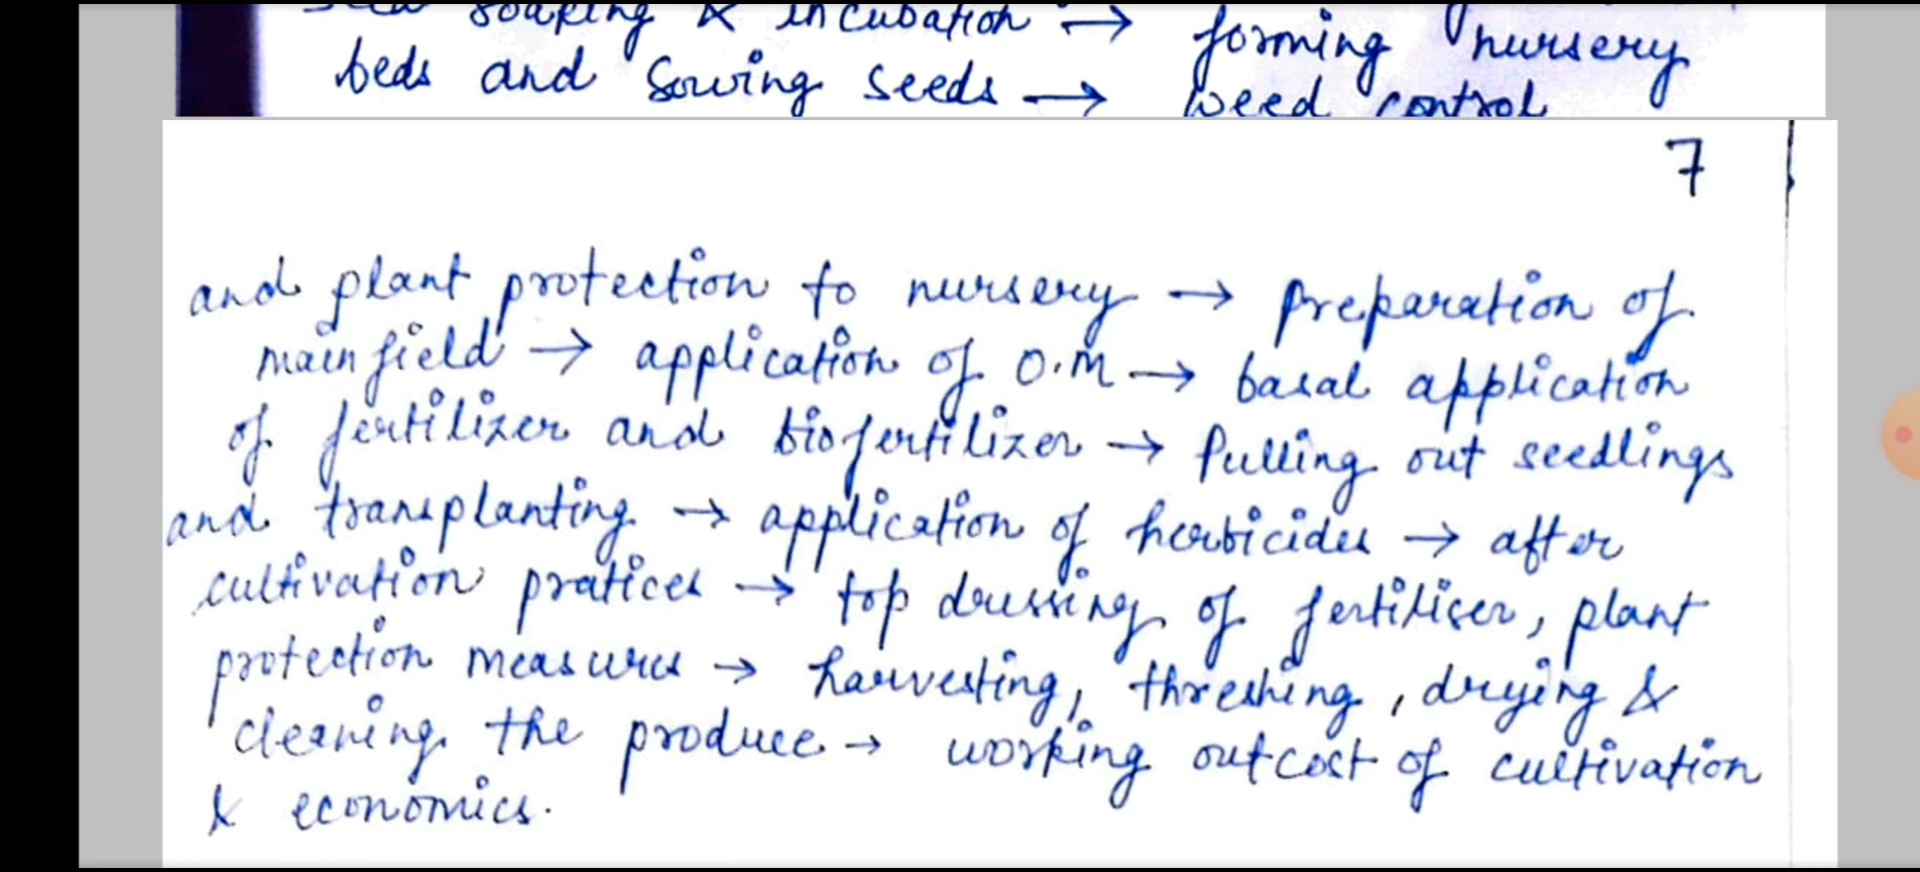 soaking & incubation → forming nursery
beds and Sowing seeds → weed control
7
and plant protection to nursery → Preparation of
main field → application of O.M → basal application
of fertilizer and biofertilizer → Pulling out seedlings
and transplanting → application of herbicides → after
cultivation pratices → top dressing of fertiliser, plant
protection measures → harvesting, threshing, drying &
cleaning the produce → working out cost of cultivation
& economics.